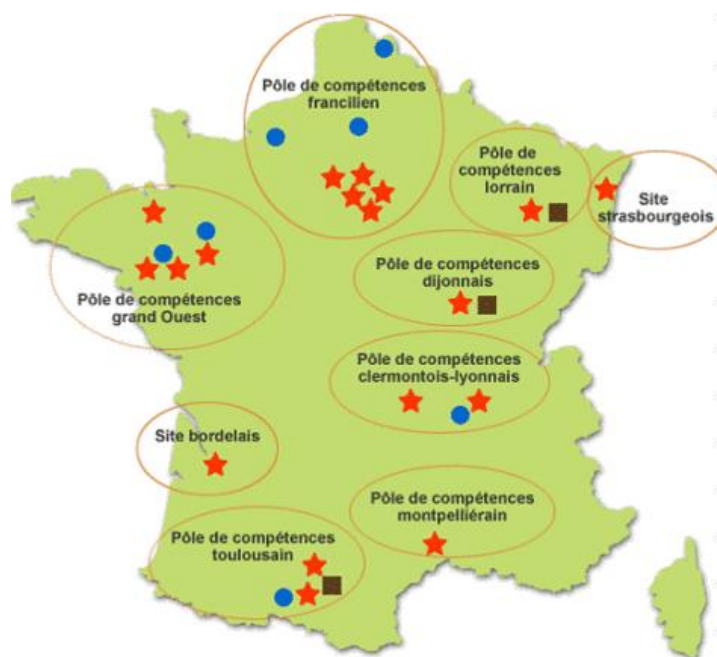 Pôle de compétences
francilien
Pôle de
compétences
lorrain
Site
strasbourgeois
Pôle de compétences
dijonnais
Pôle de compétences
grand Ouest
Pôle de compétences
clermontois-lyonnais
Site bordelais
Pôle de compétences
montpelliérain
Pôle de compétences
toulousain